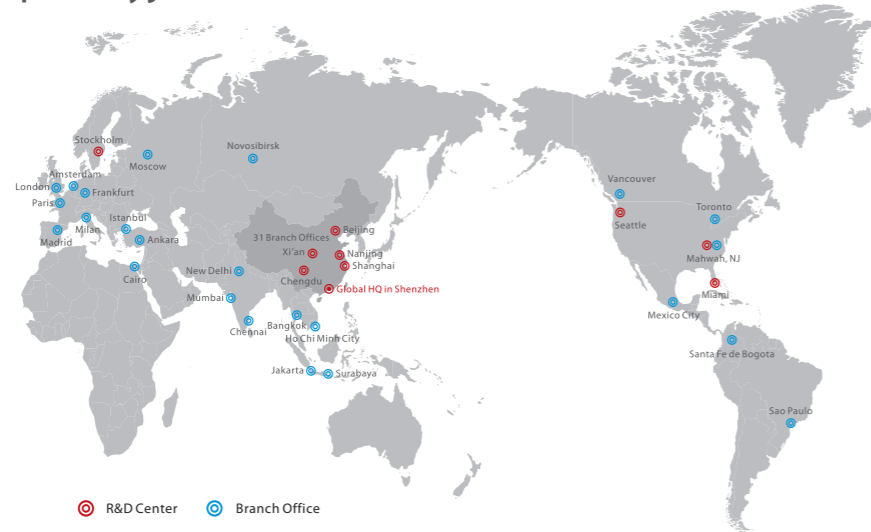 Stockholm
Moscow
Novosibirsk
Amsterdam
London
Frankfurt
Paris
Istanbul
Milan
Madrid
Ankara
Cairo
New Delhi
Mumbai
Chennai
31 Branch Offices
Beijing
Xi'an
Nanjing
Shanghai
Chengdu
Global HQ in Shenzhen
Bangkok
Ho Chi Minh City
Jakarta
Surabaya
Vancouver
Seattle
Toronto
Mahwah, NJ
Miami
Mexico City
Santa Fe de Bogota
Sao Paulo
R&D Center
Branch Office